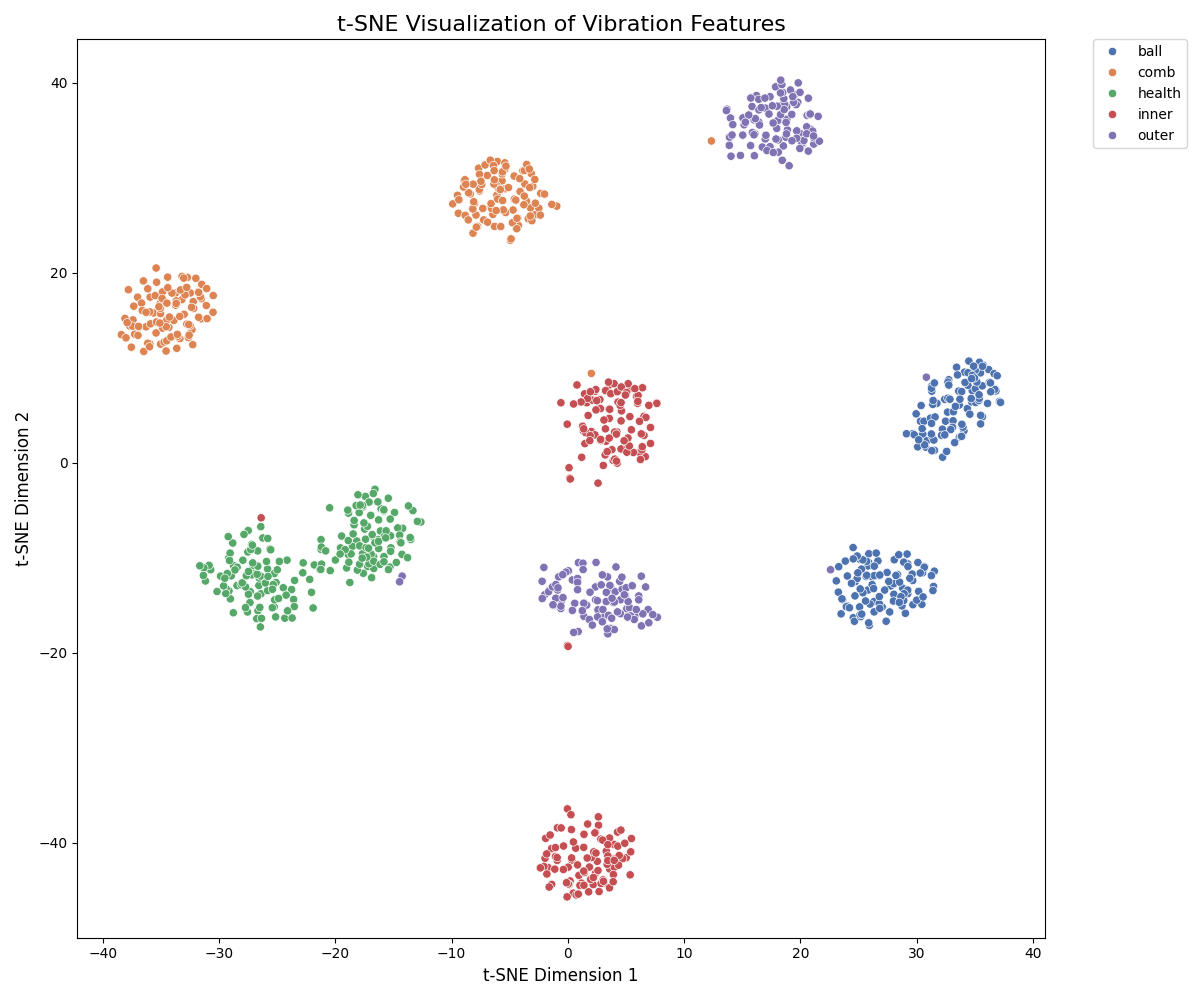 t-SNE Visualization of Vibration Features
ball
comb
health
inner
outer
40
20
0
−20
−40
t-SNE Dimension 2
−40 −30 −20 −10 0 10 20 30 40
t-SNE Dimension 1